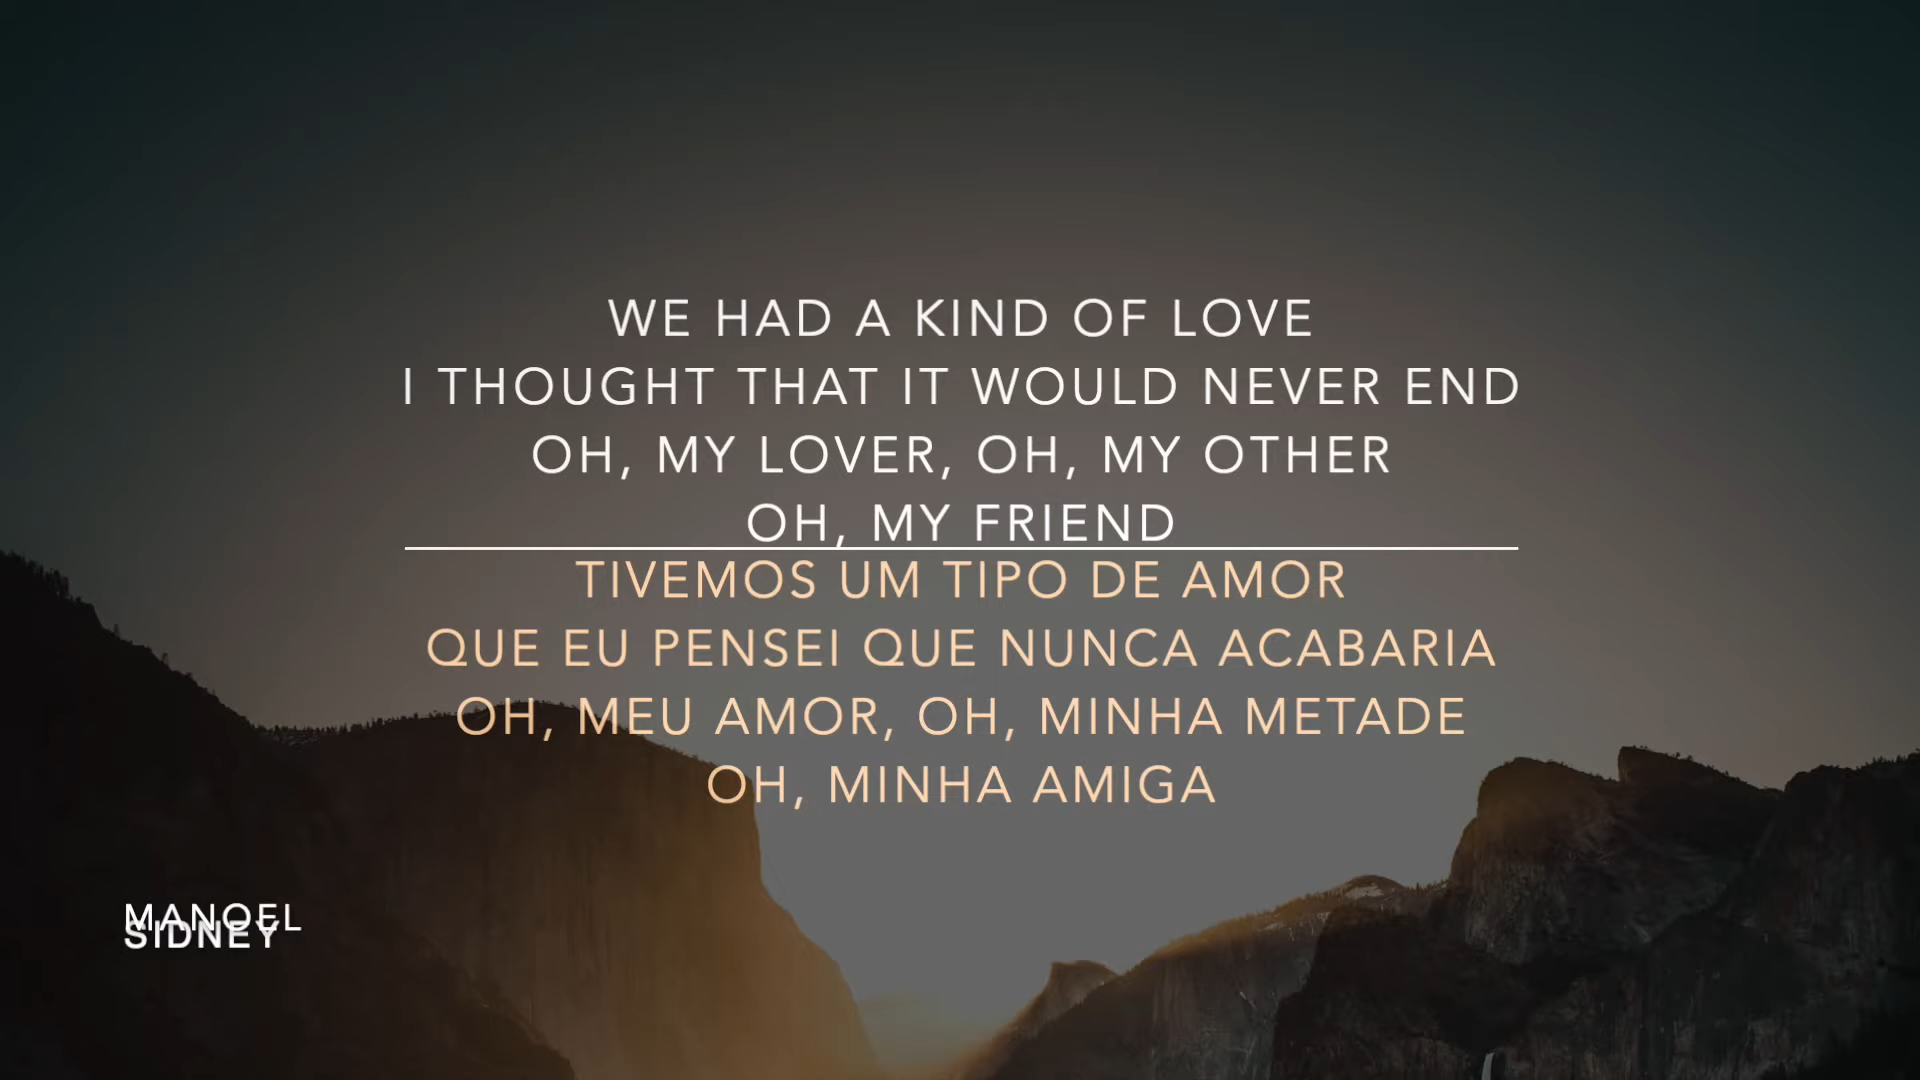 WE HAD A KIND OF LOVE
I THOUGHT THAT IT WOULD NEVER END
OH, MY LOVER, OH, MY OTHER
OH, MY FRIEND
TIVEMOS UM TIPO DE AMOR
QUE EU PENSEI QUE NUNCA ACABARIA
OH, MEU AMOR, OH, MINHA METADE
OH, MINHA AMIGA
MANOEL
SIDNEY